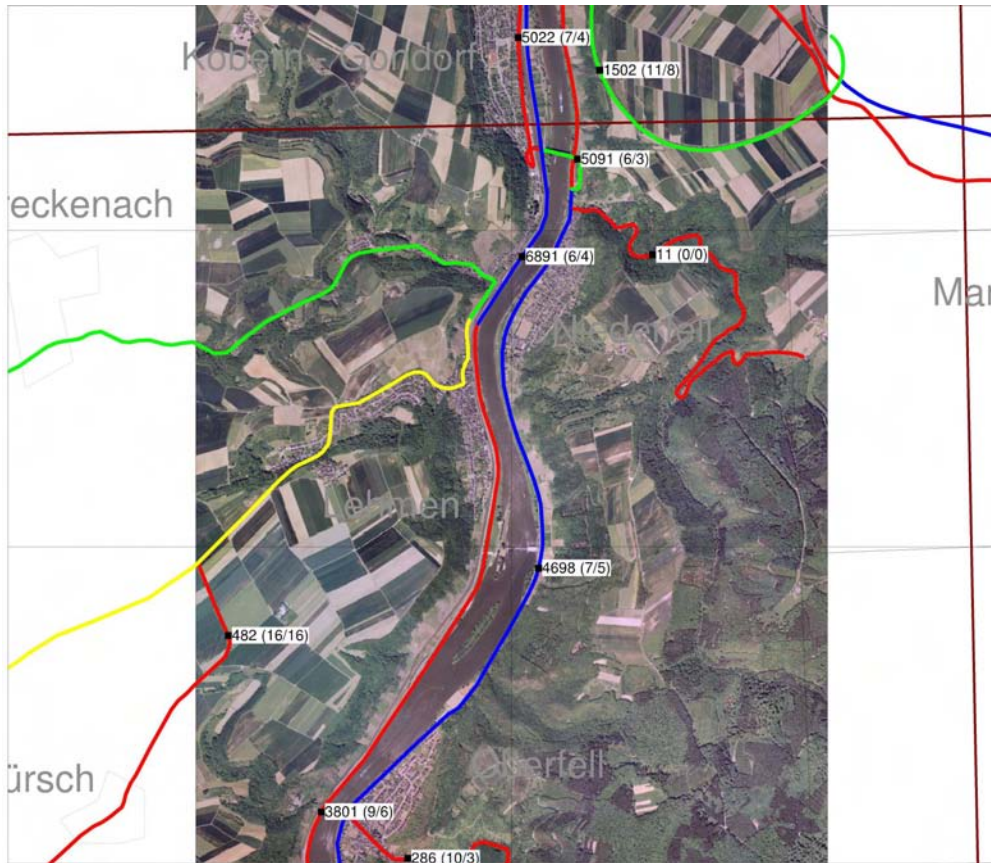 5022 (7/4)
Kobern - Gondorf
1502 (11/8)
5091 (6/3)
reckenach
6891 (6/4)
11 (0/0)
Mar
Niederfell
Lehmen
4698 (7/5)
482 (16/16)
Oberfell
ürsch
3801 (9/6)
286 (10/3)